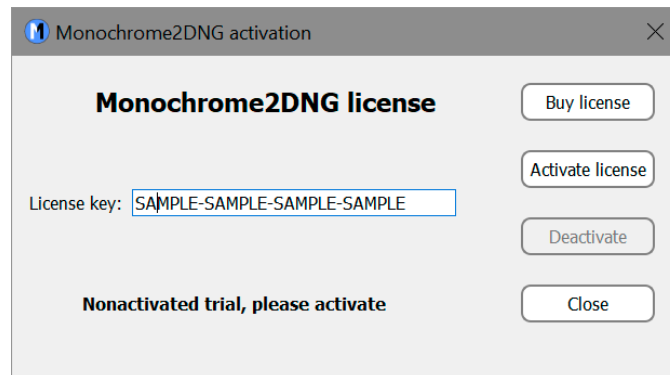 Monochrome2DNG activation
Monochrome2DNG license
Buy license
Activate license
License key: SAMPLE-SAMPLE-SAMPLE-SAMPLE
Deactivate
Nonactivated trial, please activate
Close